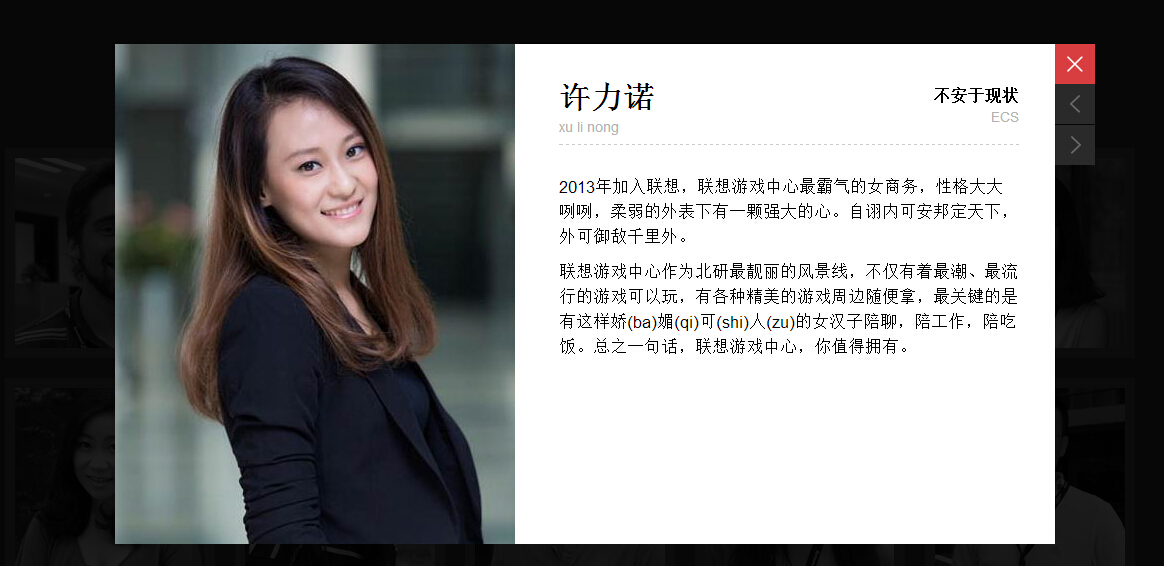 许力诺
不安于现状
xu li nong
ECS
2013年加入联想，联想游戏中心最霸气的女商务，性格大大
咧咧，柔弱的外表下有一颗强大的心。自诩内可安邦定天下，
外可御敌千里外。
联想游戏中心作为北研最靓丽的风景线，不仅有着最潮、最流
行的游戏可以玩，有各种精美的游戏周边随便拿，最关键的是
有这样娇(ba)媚(qi)可(shi)人(zu)的女汉子陪聊，陪工作，陪吃
饭。总之一句话，联想游戏中心，你值得拥有。